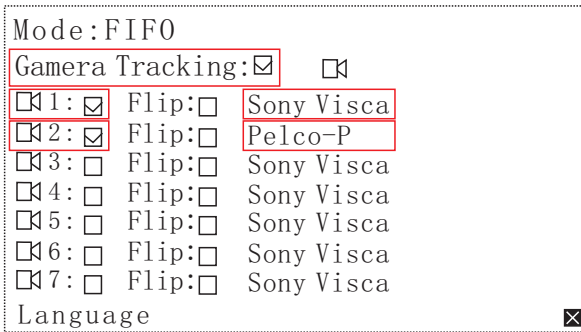 Mode:FIFO
Gamera Tracking:
1: Flip: Sony Visca
2: Flip: Pelco-P
3: Flip: Sony Visca
4: Flip: Sony Visca
5: Flip: Sony Visca
6: Flip: Sony Visca
7: Flip: Sony Visca
Language